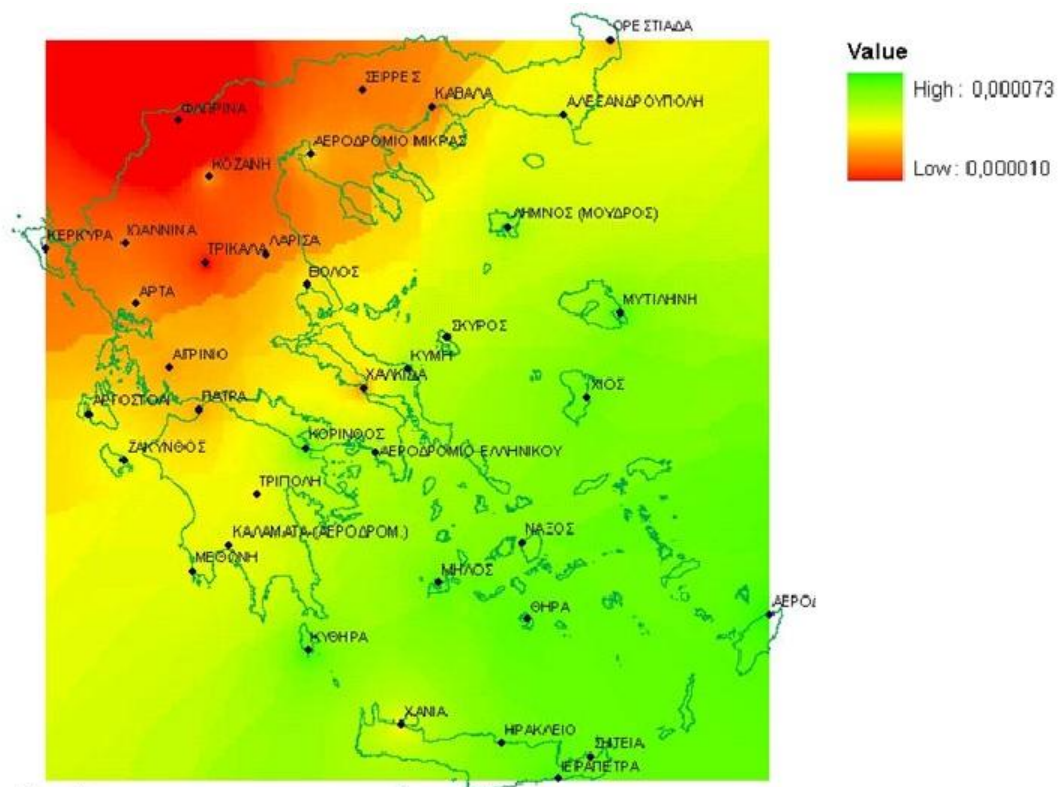 ΟΡΕΣΤΙΑΔΑ
Value
High : 0,000073
Low : 0,000010
ΣΕΙΡΡΕΣ
ΚΑΒΑΛΑ
ΑΛΕΞΑΝΔΡΟΥΠΟΛΗ
ΦΛΩΡΙΝΑ
ΑΕΡΟΔΡΟΜΙΟ ΜΙΚΡΑΣ
ΚΟΖΑΝΗ
ΛΗΜΝΟΣ (ΜΟΥΔΡΟΣ)
ΚΕΡΚΥΡΑ
ΙΩΑΝΝΙΝΑ
ΤΡΙΚΑΛΑ
ΛΑΡΙΣΑ
ΒΟΛΟΣ
ΑΡΤΑ
ΜΥΤΙΛΗΝΗ
ΣΚΥΡΟΣ
ΑΓΡΙΝΙΟ
ΚΥΜΗ
ΧΑΛΚΙΔΑ
ΧΙΟΣ
ΑΡΓΟΣΤΟΛΙ
ΠΑΤΡΑ
ΚΟΡΙΝΘΟΣ
ΖΑΚΥΝΘΟΣ
ΑΕΡΟΔΡΟΜΙΟ ΕΛΛΗΝΙΚΟΥ
ΤΡΙΠΟΛΗ
ΚΑΛΑΜΑΤΑ (ΑΕΡΟΔΡΟΜ.)
ΝΑΞΟΣ
ΜΕΘΩΝΗ
ΜΗΛΟΣ
ΑΕΡΟΔ
ΘΗΡΑ
ΚΥΘΗΡΑ
ΧΑΝΙΑ
ΗΡΑΚΛΕΙΟ
ΣΗΤΕΙΑ
ΙΕΡΑΠΕΤΡΑ